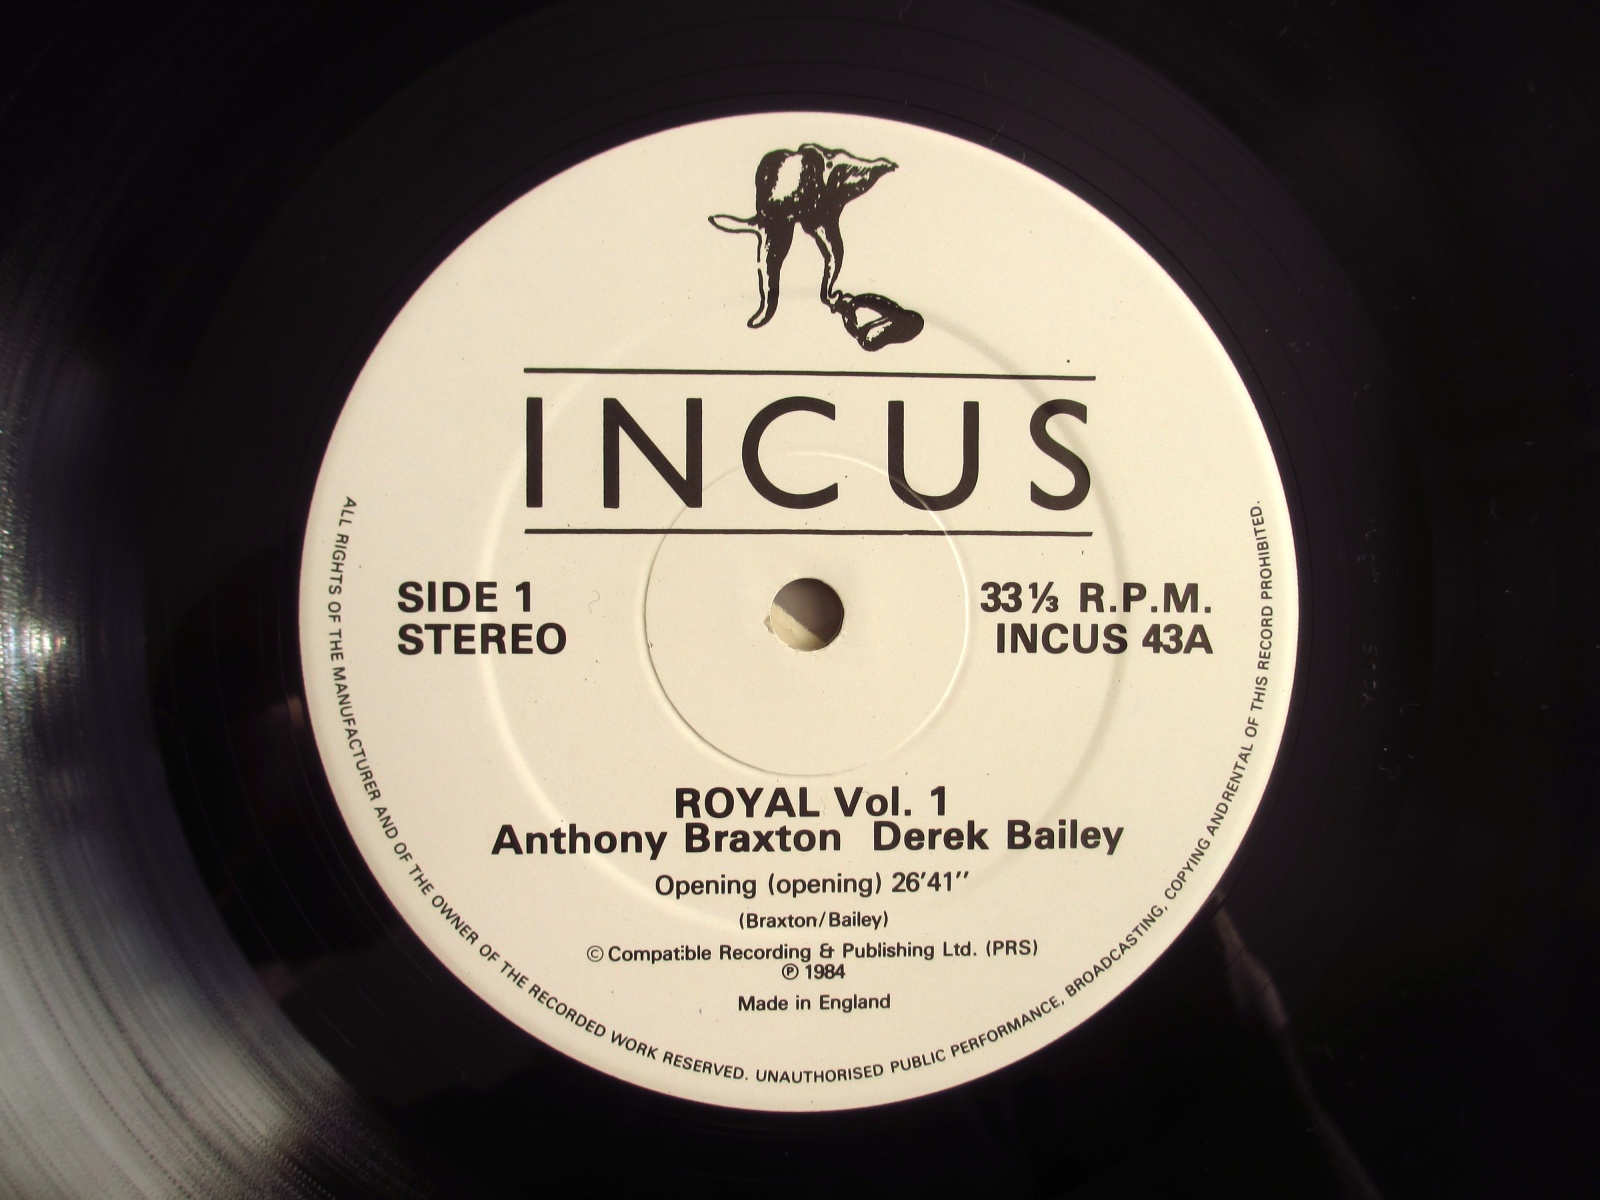 INCUS
SIDE 1
STEREO
33⅓ R.P.M.
INCUS 43A
ROYAL Vol. 1
Anthony Braxton Derek Bailey
Opening (opening) 26'41''
(Braxton/Bailey)
© Compatible Recording & Publishing Ltd. (PRS)
℗ 1984
Made in England
ALL RIGHTS OF THE MANUFACTURER AND OF THE OWNER OF THE RECORDED WORK RESERVED. UNAUTHORISED PUBLIC PERFORMANCE, BROADCASTING, COPYING AND RENTAL OF THIS RECORD PROHIBITED.